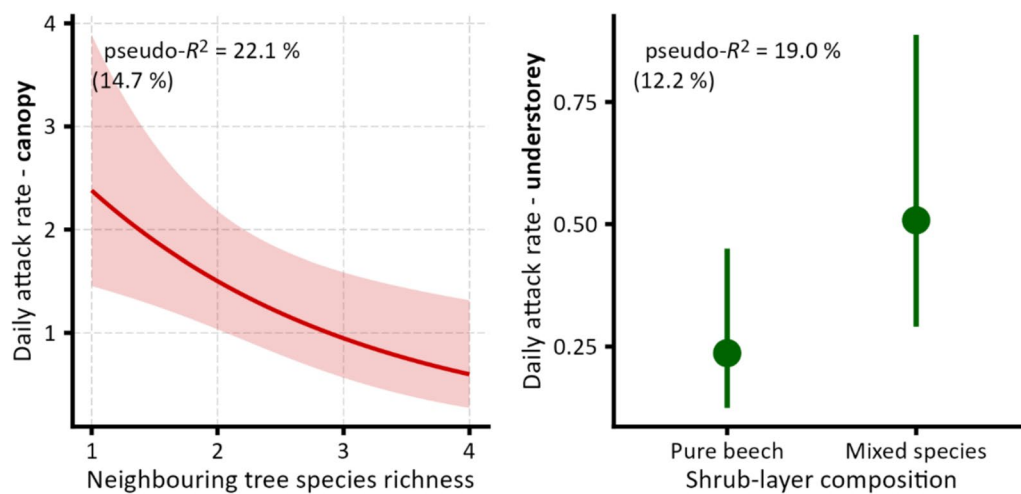 4
3
2
1
Daily attack rate - canopy
pseudo-R² = 22.1 %
(14.7 %)
1 2 3 4
Neighbouring tree species richness
0.75
0.50
0.25
Daily attack rate - understorey
pseudo-R² = 19.0 %
(12.2 %)
Pure beech Mixed species
Shrub-layer composition